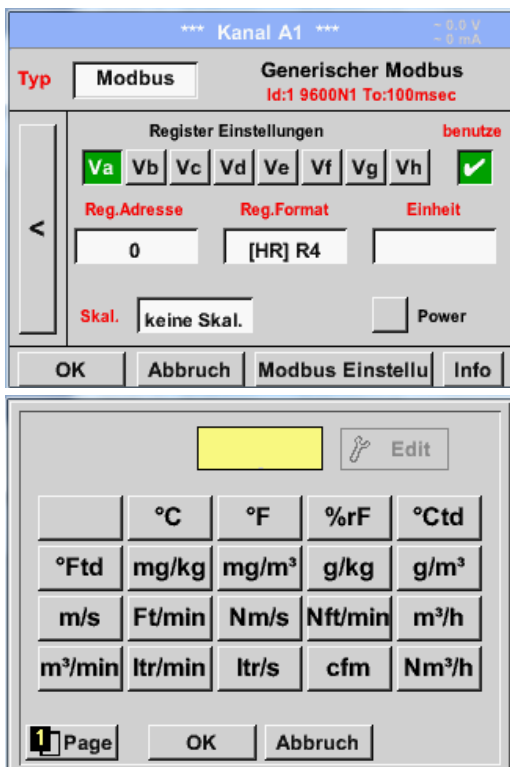 *** Kanal A1 ***
~ 0.0 V
~ 0 mA
Typ Modbus Generischer Modbus
Id:1 9600N1 To:100msec
Register Einstellungen benutze
Va Vb Vc Vd Ve Vf Vg Vh
Reg.Adresse Reg.Format Einheit
< 0 [HR] R4
Skal. keine Skal. Power
OK Abbruch Modbus Einstellu Info
Edit
°C °F %rF °Ctd
°Ftd mg/kg mg/m³ g/kg g/m³
m/s Ft/min Nm/s Nft/min m³/h
m³/min ltr/min ltr/s cfm Nm³/h
1 Page OK Abbruch